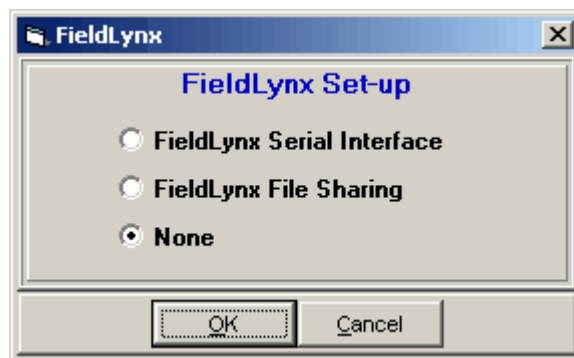 FieldLynx
FieldLynx Set-up
FieldLynx Serial Interface
FieldLynx File Sharing
None
OK Cancel